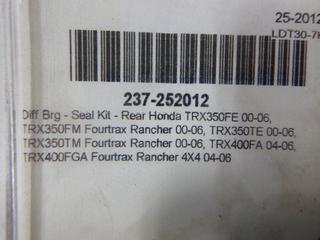 25-2012
LDT30-7
237-252012
Diff Brg - Seal Kit - Rear Honda TRX350FE 00-06,
TRX350FM Fourtrax Rancher 00-06, TRX350TE 00-06,
TRX350TM Fourtrax Rancher 00-06, TRX400FA 04-06,
TRX400FGA Fourtrax Rancher 4X4 04-06